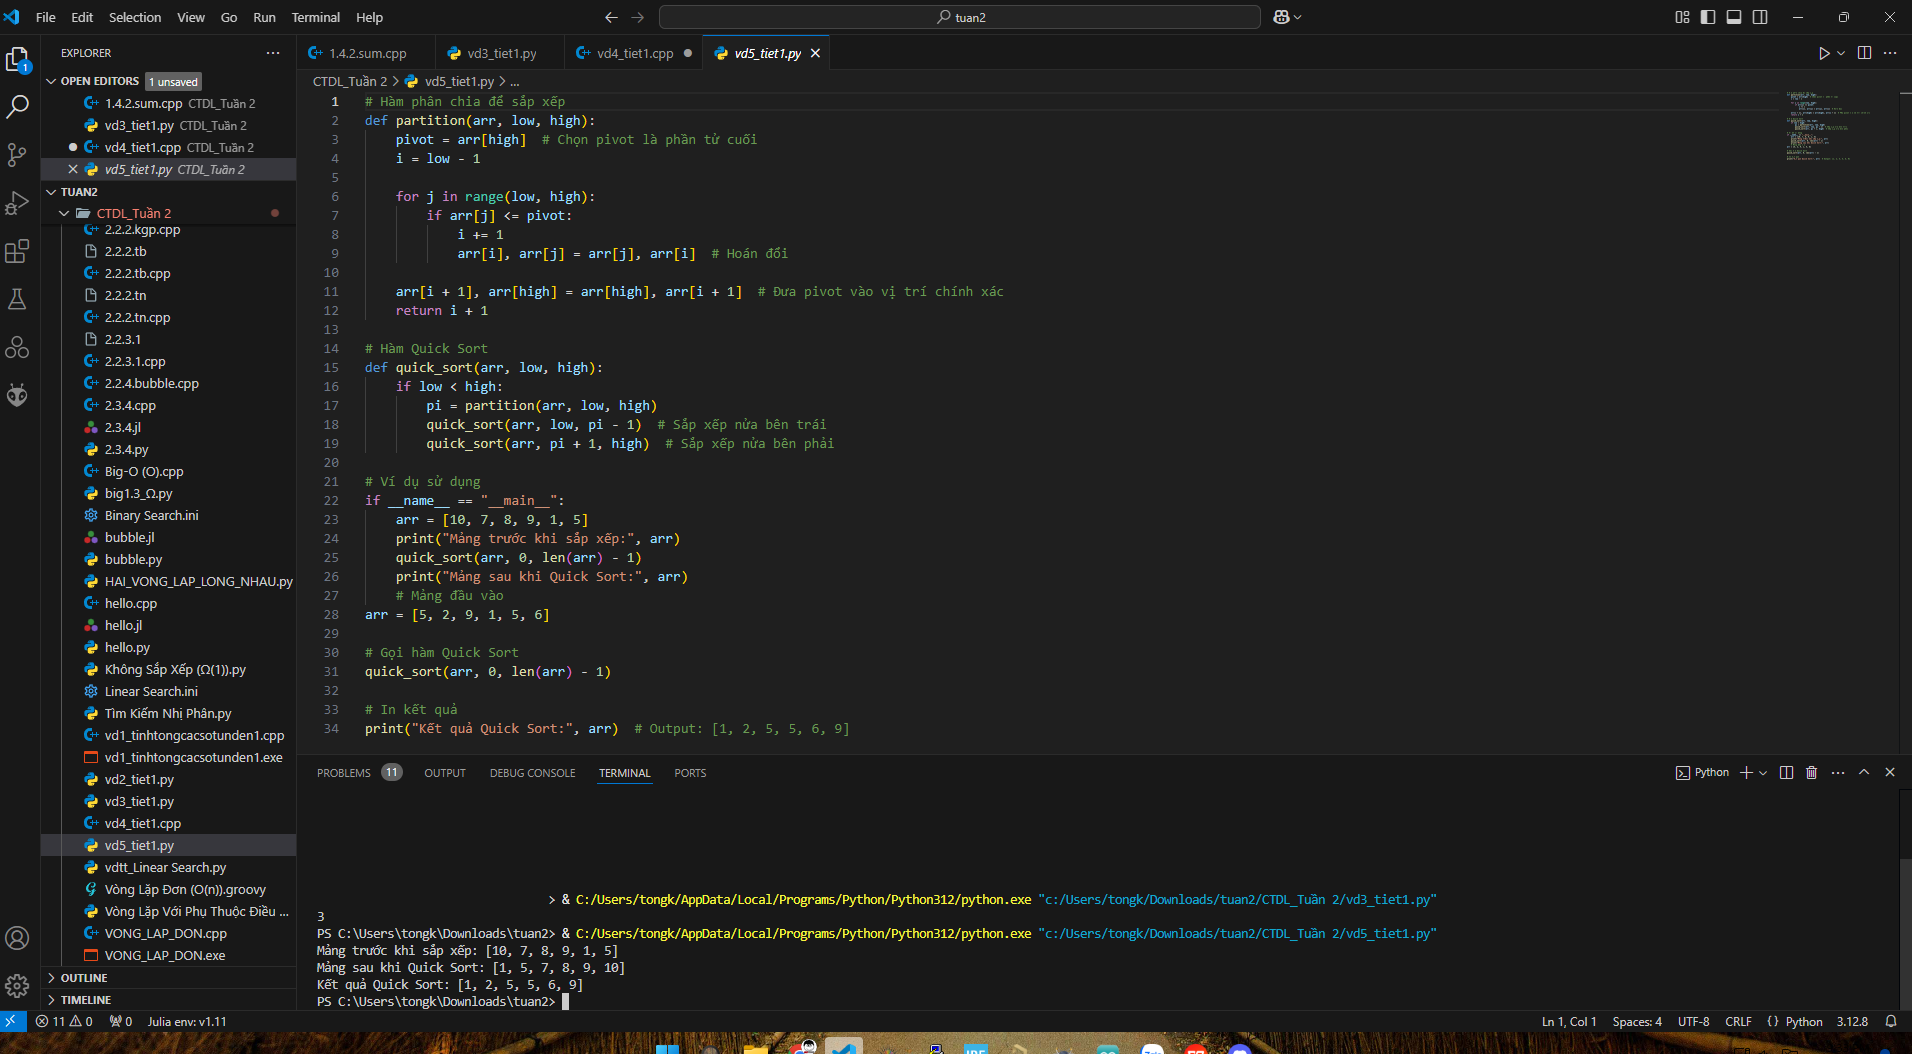 File Edit Selection View Go Run Terminal Help
tuan2
EXPLORER
OPEN EDITORS 1 unsaved
1.4.2.sum.cpp CTDL_Tuần 2
vd3_tiet1.py CTDL_Tuần 2
vd4_tiet1.cpp CTDL_Tuần 2
vd5_tiet1.py CTDL_Tuần 2
TUAN2
CTDL_Tuần 2
2.2.2.kgp.cpp
2.2.2.tb
2.2.2.tb.cpp
2.2.2.tn
2.2.2.tn.cpp
2.2.3.1
2.2.3.1.cpp
2.2.4.bubble.cpp
2.3.4.cpp
2.3.4.jl
2.3.4.py
Big-O (O).cpp
big1.3_Ω.py
Binary Search.ini
bubble.jl
bubble.py
HAI_VONG_LAP_LONG_NHAU.py
hello.cpp
hello.jl
hello.py
Không Sắp Xếp (Ω(1)).py
Linear Search.ini
Tìm Kiếm Nhị Phân.py
vd1_tinhtongcacsotunden1.cpp
vd1_tinhtongcacsotunden1.exe
vd2_tiet1.py
vd3_tiet1.py
vd4_tiet1.cpp
vd5_tiet1.py
vdtt_Linear Search.py
Vòng Lặp Đơn (O(n)).groovy
Vòng Lặp Với Phụ Thuộc Điều ...
VONG_LAP_DON.cpp
VONG_LAP_DON.exe
OUTLINE
TIMELINE
1.4.2.sum.cpp vd3_tiet1.py vd4_tiet1.cpp vd5_tiet1.py
CTDL_Tuần 2 > vd5_tiet1.py > ...
1 # Hàm phân chia để sắp xếp
2 def partition(arr, low, high):
3 pivot = arr[high] # Chọn pivot là phần tử cuối
4 i = low - 1
5
6 for j in range(low, high):
7 if arr[j] <= pivot:
8 i += 1
9 arr[i], arr[j] = arr[j], arr[i] # Hoán đổi
10
11 arr[i + 1], arr[high] = arr[high], arr[i + 1] # Đưa pivot vào vị trí chính xác
12 return i + 1
13
14 # Hàm Quick Sort
15 def quick_sort(arr, low, high):
16 if low < high:
17 pi = partition(arr, low, high)
18 quick_sort(arr, low, pi - 1) # Sắp xếp nửa bên trái
19 quick_sort(arr, pi + 1, high) # Sắp xếp nửa bên phải
20
21 # Ví dụ sử dụng
22 if __name__ == "__main__":
23 arr = [10, 7, 8, 9, 1, 5]
24 print("Mảng trước khi sắp xếp:", arr)
25 quick_sort(arr, 0, len(arr) - 1)
26 print("Mảng sau khi Quick Sort:", arr)
27 # Mảng đầu vào
28 arr = [5, 2, 9, 1, 5, 6]
29
30 # Gọi hàm Quick Sort
31 quick_sort(arr, 0, len(arr) - 1)
32
33 # In kết quả
34 print("Kết quả Quick Sort:", arr) # Output: [1, 2, 5, 5, 6, 9]
PROBLEMS 11 OUTPUT DEBUG CONSOLE TERMINAL PORTS
Python
> & C:/Users/tongk/AppData/Local/Programs/Python/Python312/python.exe "c:/Users/tongk/Downloads/tuan2/CTDL_Tuần 2/vd3_tiet1.py"
3
PS C:\Users\tongk\Downloads\tuan2> & C:/Users/tongk/AppData/Local/Programs/Python/Python312/python.exe "c:/Users/tongk/Downloads/tuan2/CTDL_Tuần 2/vd5_tiet1.py"
Mảng trước khi sắp xếp: [10, 7, 8, 9, 1, 5]
Mảng sau khi Quick Sort: [1, 5, 7, 8, 9, 10]
Kết quả Quick Sort: [1, 2, 5, 5, 6, 9]
PS C:\Users\tongk\Downloads\tuan2>
11 0 0 Julia env: v1.11
Ln 1, Col 1 Spaces: 4 UTF-8 CRLF {} Python 3.12.8